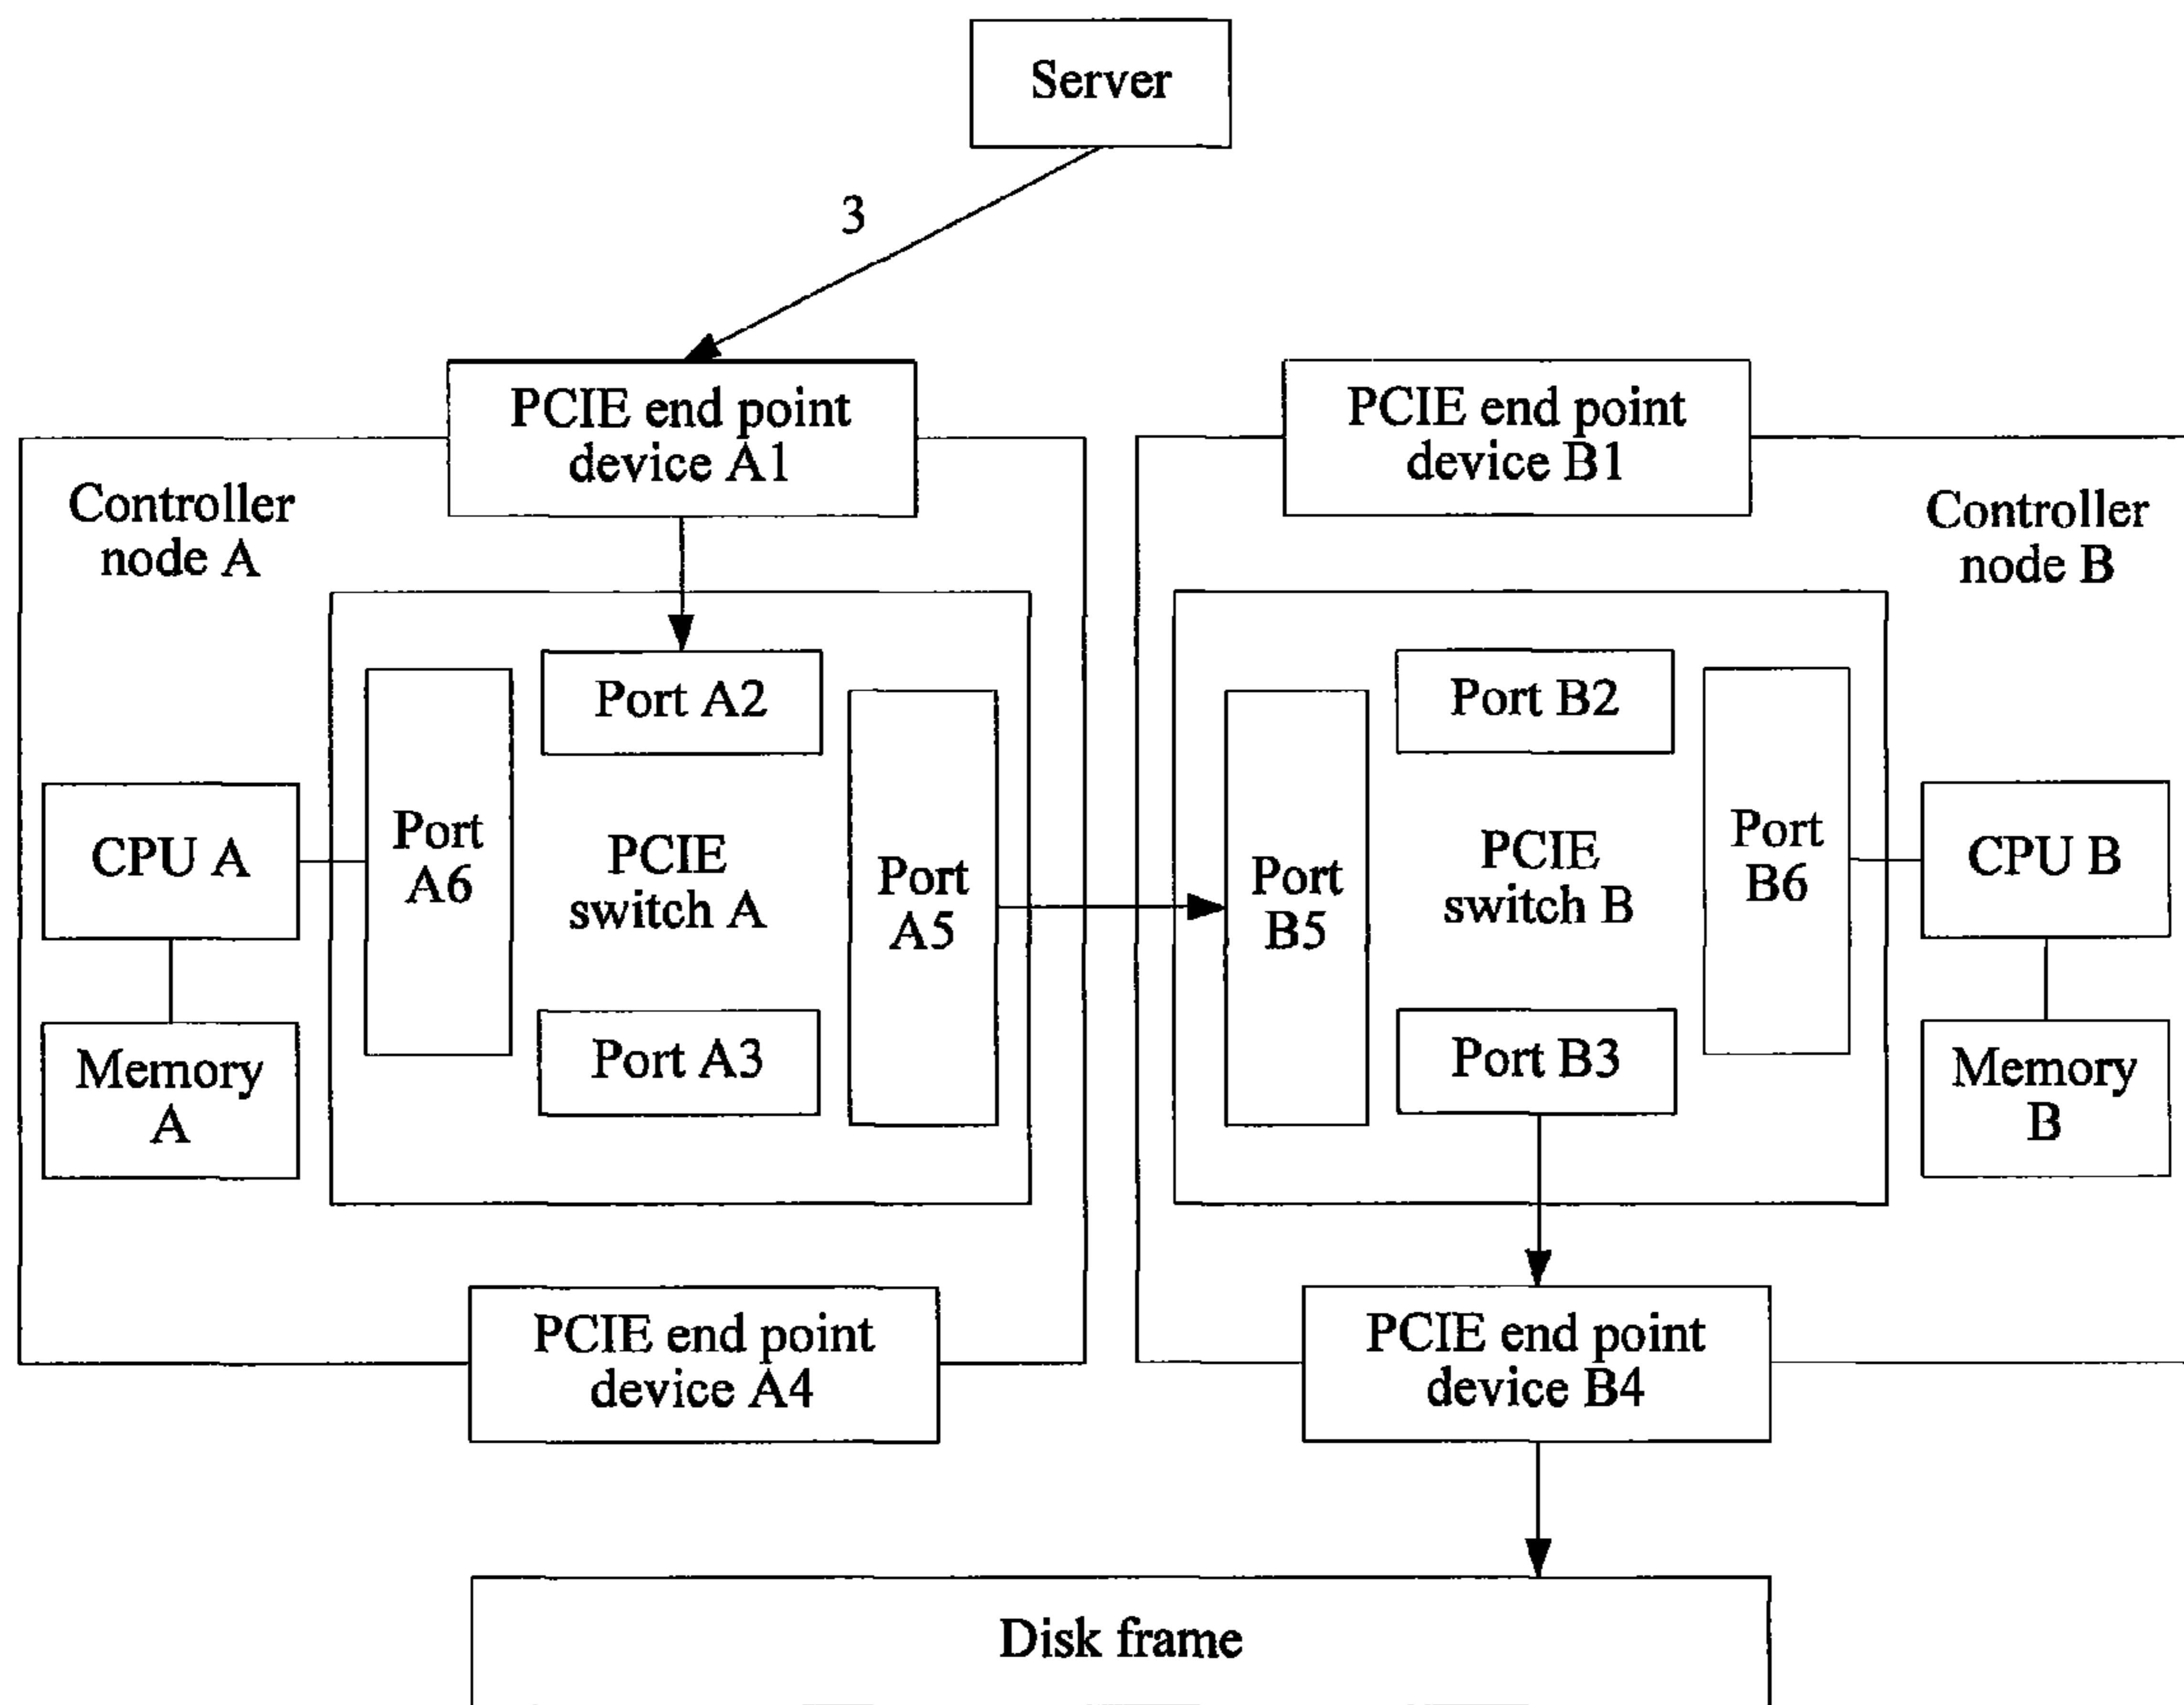 Server
3
PCIE end point
device A1
PCIE end point
device B1
Controller
node A
Controller
node B
Port A2
Port B2
CPU A
Port
A6
PCIE
switch A
Port
A5
Port
B5
PCIE
switch B
Port
B6
CPU B
Memory
A
Port A3
Port B3
Memory
B
PCIE end point
device A4
PCIE end point
device B4
Disk frame